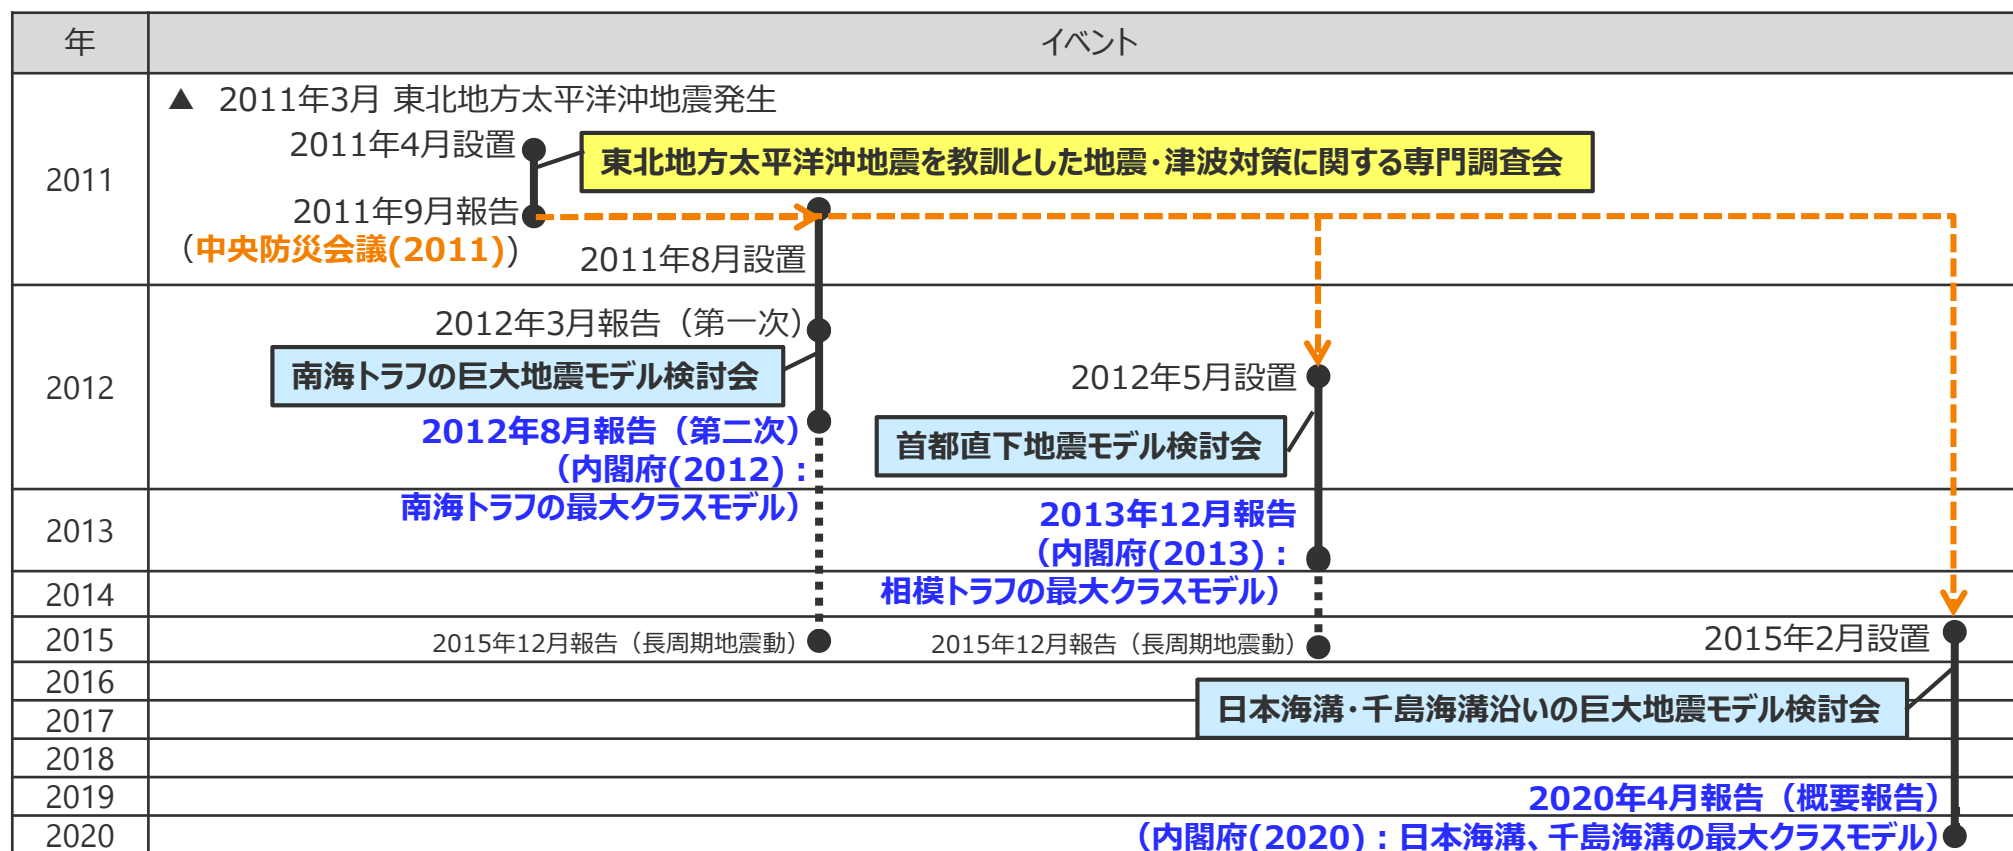 年
イベント
2011
▲ 2011年3月 東北地方太平洋沖地震発生
2011年4月設置
東北地方太平洋沖地震を教訓とした地震・津波対策に関する専門調査会
2011年9月報告
（中央防災会議(2011)）
2011年8月設置
2012
2012年3月報告（第一次）
南海トラフの巨大地震モデル検討会
2012年5月設置
2012年8月報告（第二次）
（内閣府(2012)：
南海トラフの最大クラスモデル）
首都直下地震モデル検討会
2013
2013年12月報告
（内閣府(2013)：
相模トラフの最大クラスモデル）
2014
2015
2015年12月報告（長周期地震動）
2015年12月報告（長周期地震動）
2015年2月設置
2016
日本海溝・千島海溝沿いの巨大地震モデル検討会
2017
2018
2019
2020年4月報告（概要報告）
2020
（内閣府(2020)：日本海溝、千島海溝の最大クラスモデル）